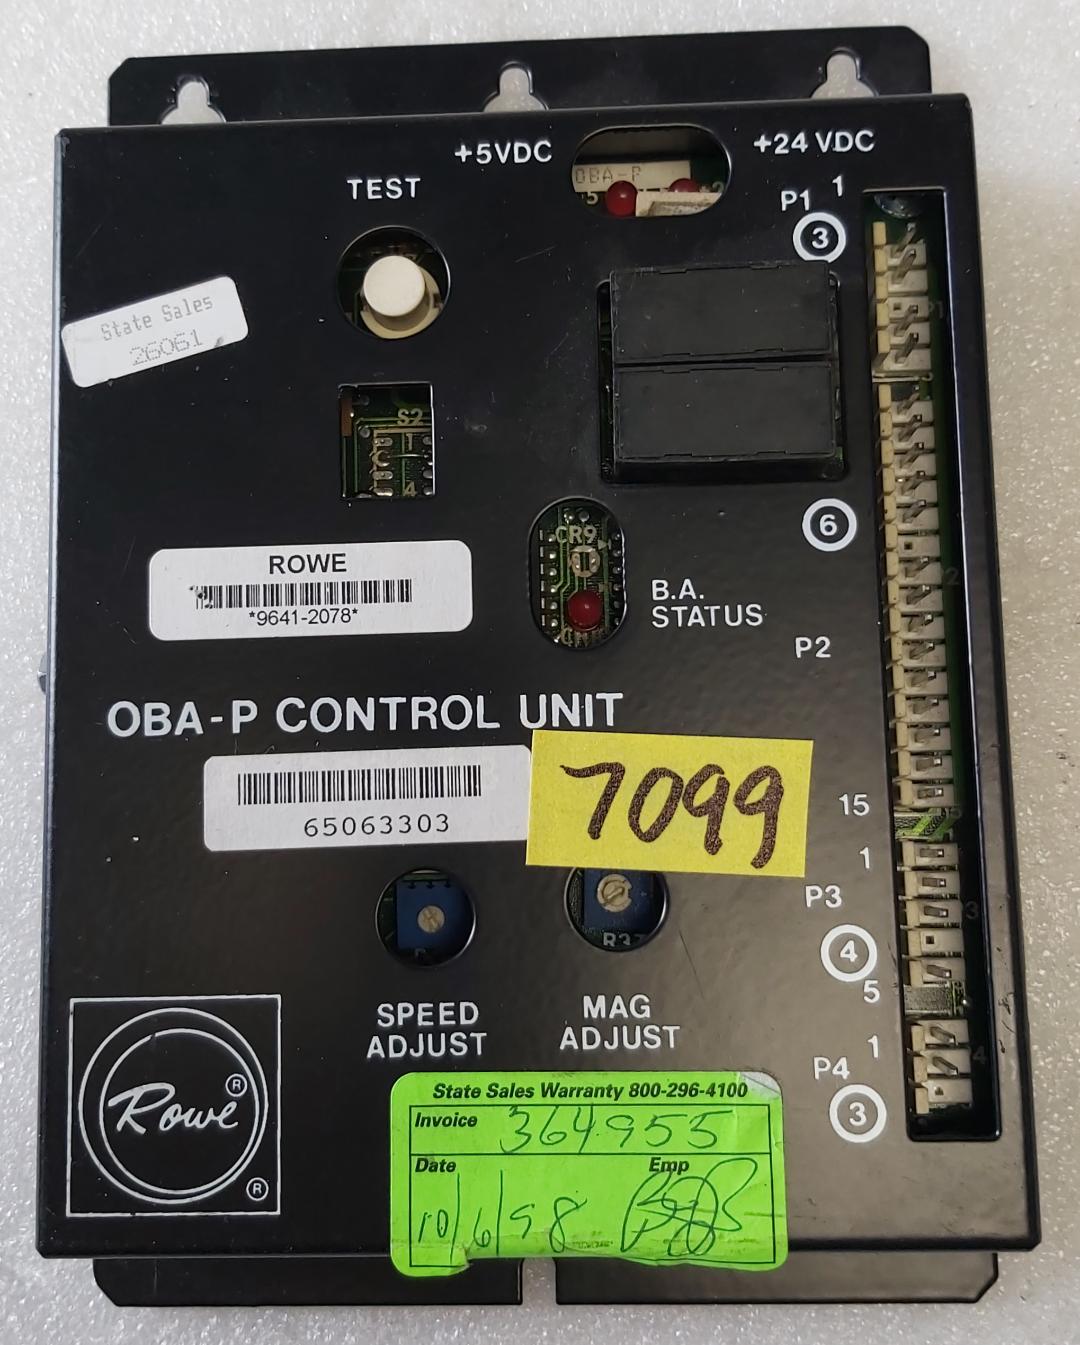 +5VDC
OBA-P
+24 VDC
TEST
P1 1
3
State Sales
26061
S2
6
CR9
ROWE
*9641-2078*
B.A.
STATUS
P2
OBA-P CONTROL UNIT
65063303
7099
15
1
P3
4
5
SPEED
ADJUST
MAG
ADJUST
1
P4
3
Rowe ®
®
State Sales Warranty 800-296-4100
Invoice 364955
Date Emp
10/6/98